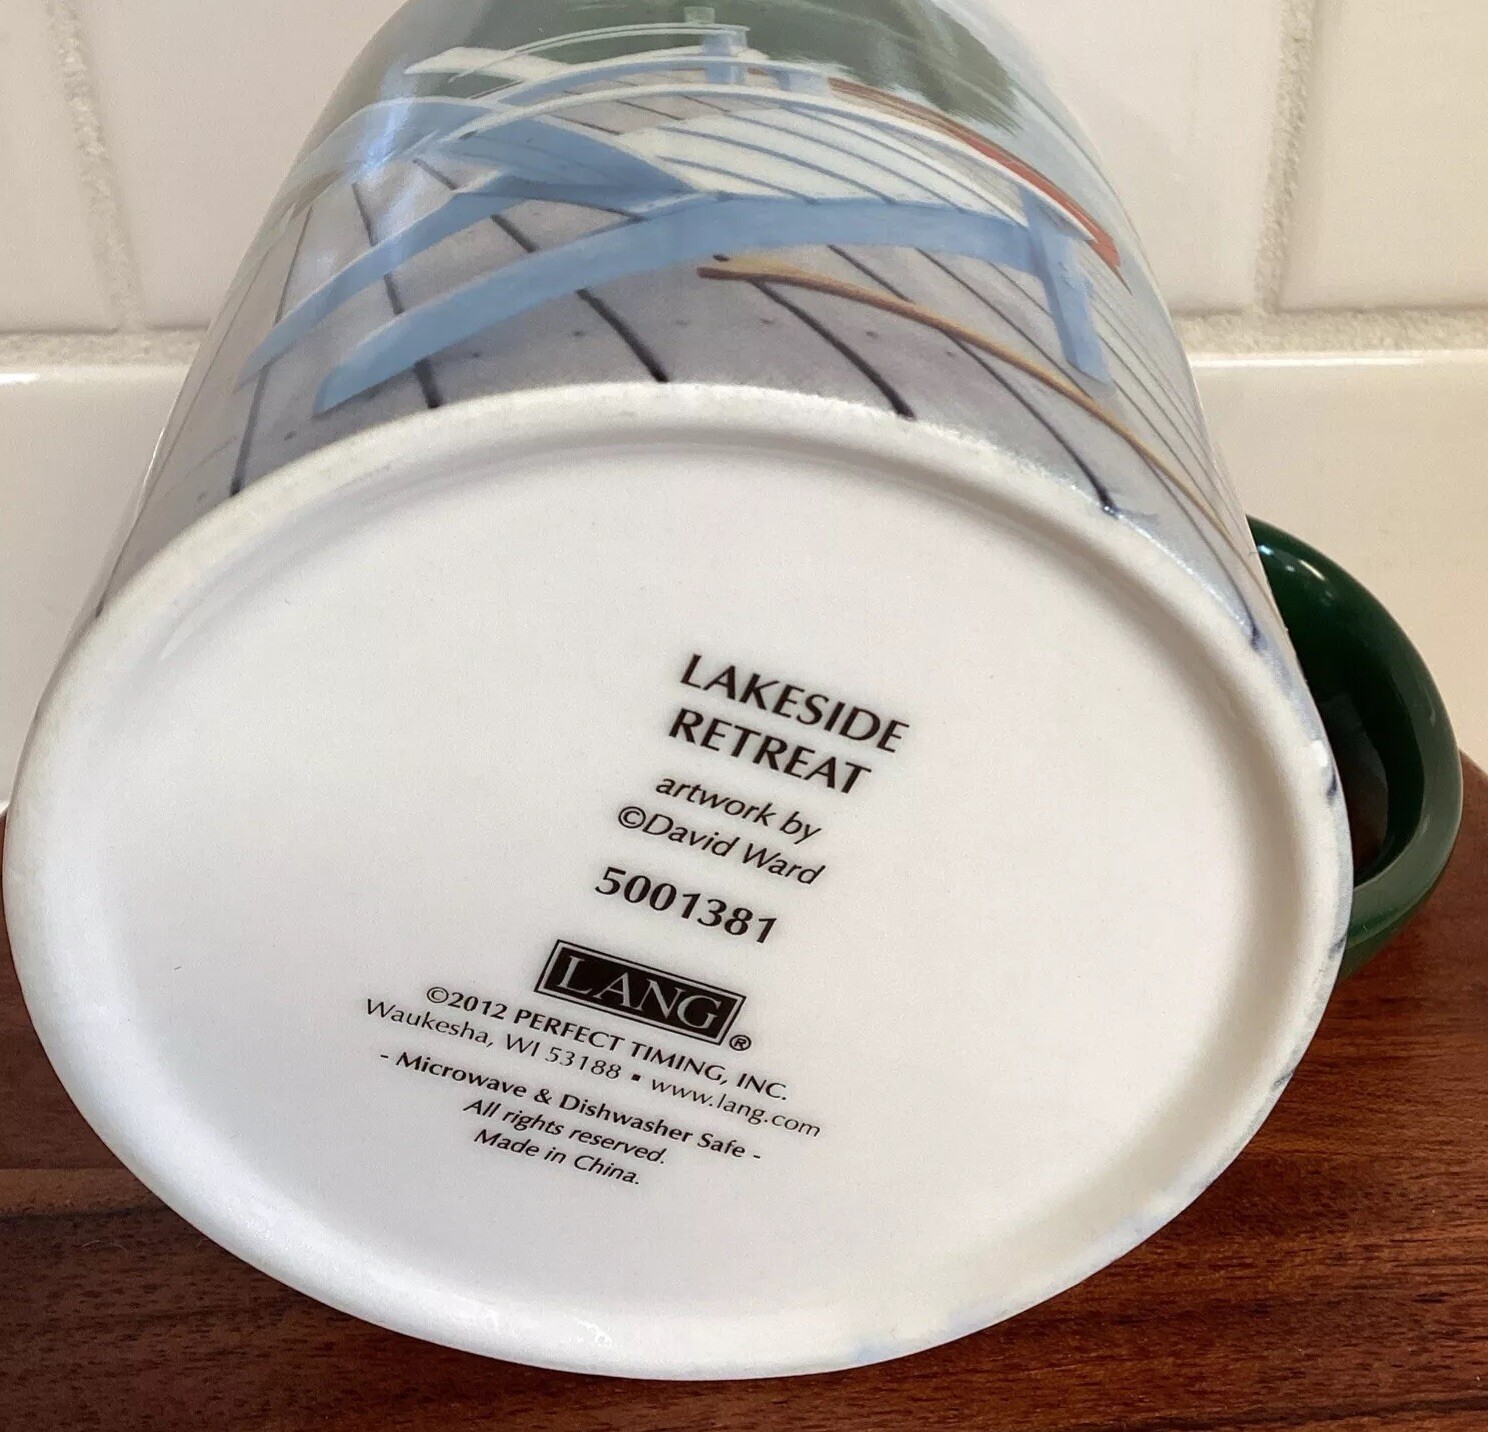 LAKESIDE
RETREAT
artwork by
©David Ward
5001381
LANG®
©2012 PERFECT TIMING, INC.
Waukesha, WI 53188 ▪ www.lang.com
- Microwave & Dishwasher Safe -
All rights reserved.
Made in China.